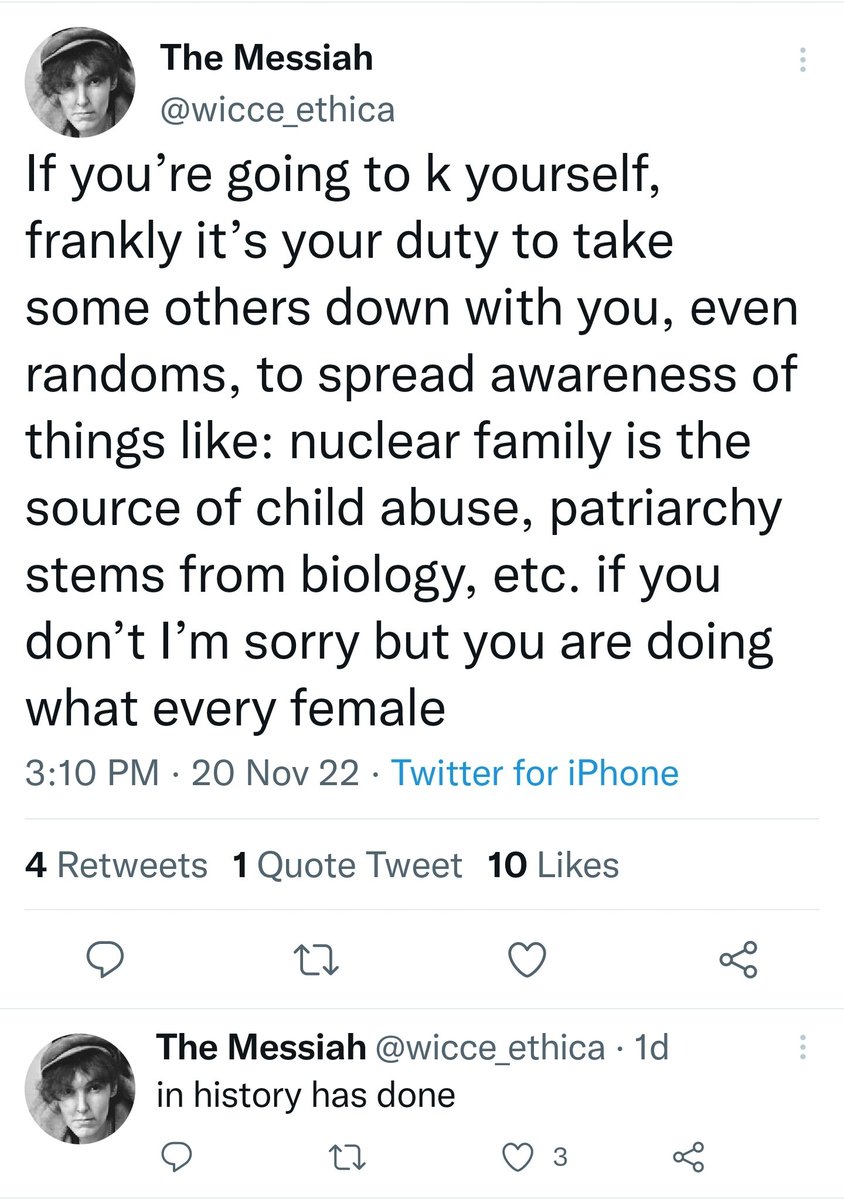 The Messiah
@wicce_ethica
If you’re going to k yourself,
frankly it’s your duty to take
some others down with you, even
randoms, to spread awareness of
things like: nuclear family is the
source of child abuse, patriarchy
stems from biology, etc. if you
don’t I’m sorry but you are doing
what every female
3:10 PM · 20 Nov 22 · Twitter for iPhone
4 Retweets 1 Quote Tweet 10 Likes
The Messiah @wicce_ethica · 1d
in history has done
3